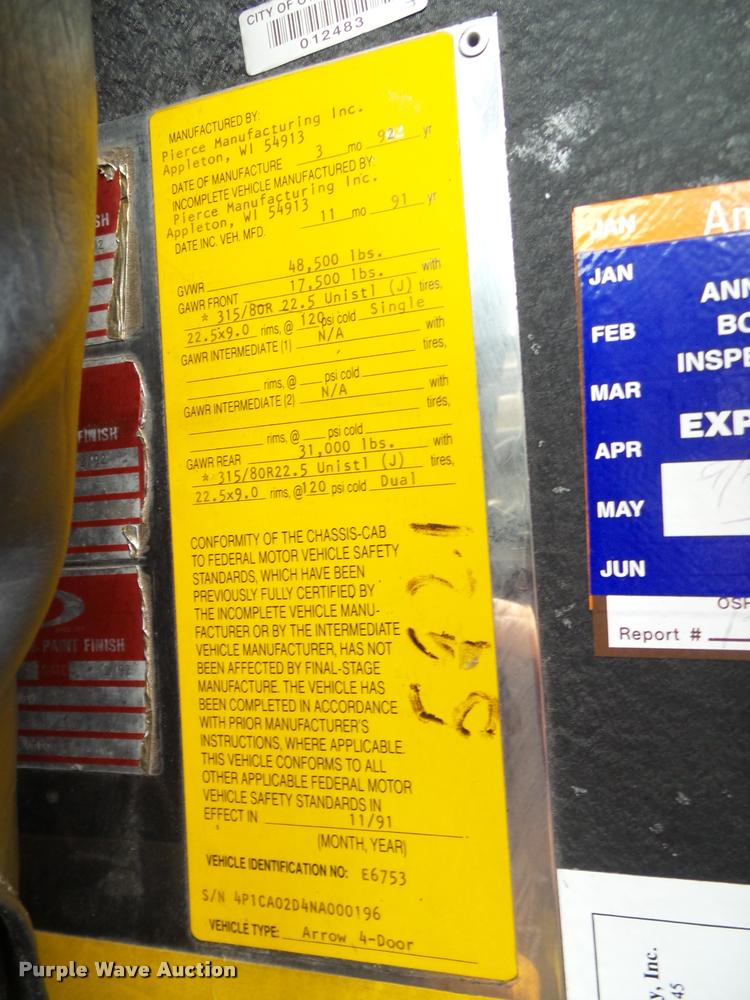 CITY OF
012483
MANUFACTURED BY:
Pierce Manufacturing Inc.
Appleton, WI 54913
DATE OF MANUFACTURE 3 mo 92 yr
INCOMPLETE VEHICLE MANUFACTURED BY:
Pierce Manufacturing Inc.
Appleton, WI 54913
DATE INC. VEH. MFD. 11 mo 91 yr
GVWR 48,500 lbs.
GAWR FRONT 17,500 lbs. with
* 315/80R 22.5 Unistl (J) tires,
22.5x9.0 rims, @ 120 psi cold Single
GAWR INTERMEDIATE (1) N/A with
tires,
rims, @ psi cold
GAWR INTERMEDIATE (2) N/A with
tires,
rims, @ psi cold
GAWR REAR 31,000 lbs. with
* 315/80R22.5 Unistl (J) tires,
22.5x9.0 rims, @120 psi cold Dual
CONFORMITY OF THE CHASSIS-CAB
TO FEDERAL MOTOR VEHICLE SAFETY
STANDARDS, WHICH HAVE BEEN
PREVIOUSLY FULLY CERTIFIED BY
THE INCOMPLETE VEHICLE MANU-
FACTURER OR BY THE INTERMEDIATE
VEHICLE MANUFACTURER, HAS NOT
BEEN AFFECTED BY FINAL-STAGE
MANUFACTURE. THE VEHICLE HAS
BEEN COMPLETED IN ACCORDANCE
WITH PRIOR MANUFACTURER'S
INSTRUCTIONS, WHERE APPLICABLE.
THIS VEHICLE CONFORMS TO ALL
OTHER APPLICABLE FEDERAL MOTOR
VEHICLE SAFETY STANDARDS IN
EFFECT IN 11/91
(MONTH, YEAR)
VEHICLE IDENTIFICATION NO: E6753
S/N 4P1CA02D4NA000196
VEHICLE TYPE: Arrow 4-Door
FINISH
PAINT FINISH
DATE
JAN
An
JAN
ANN
FEB
BO
INSPE
MAR
EXP
APR
MAY
JUN
OSH
Report #
y, Inc.
45
Purple Wave Auction